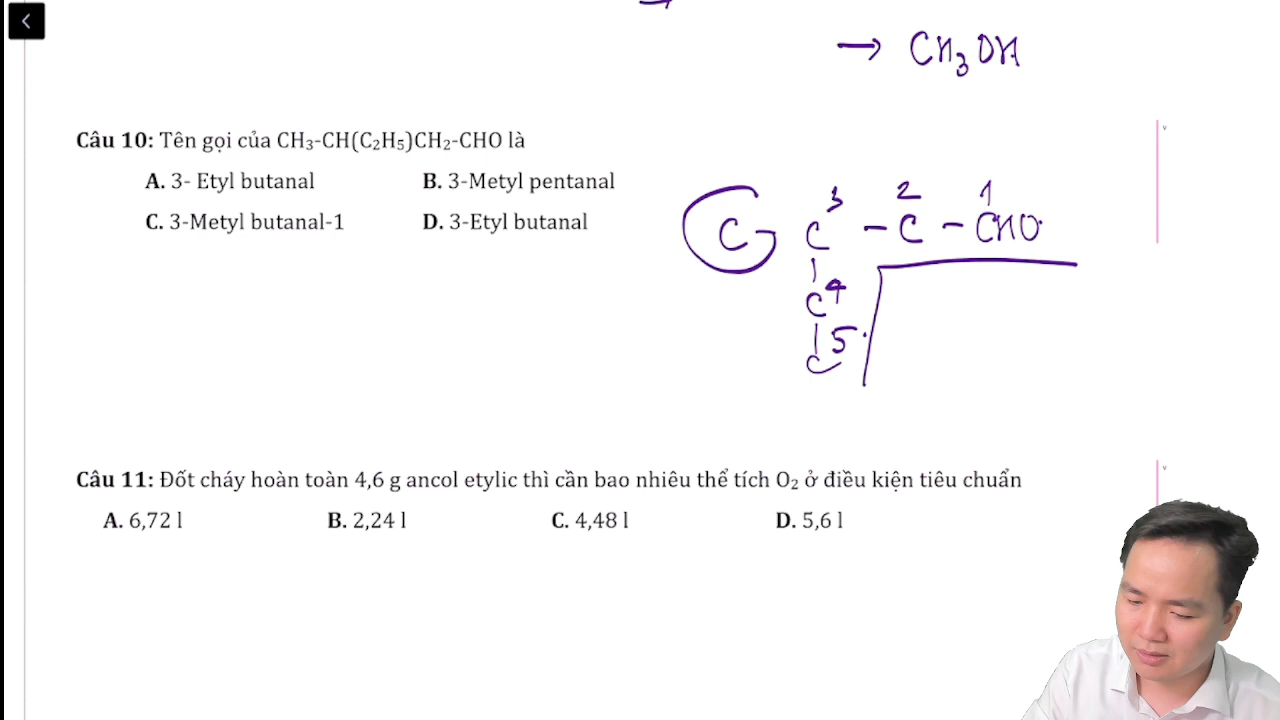 → CH₃OH
Câu 10: Tên gọi của CH₃-CH(C₂H₅)CH₂-CHO là
A. 3- Etyl butanal B. 3-Metyl pentanal
C. 3-Metyl butanal-1 D. 3-Etyl butanal
3 2 1
C C - C - CHO
C 4
C 5
Câu 11: Đốt cháy hoàn toàn 4,6 g ancol etylic thì cần bao nhiêu thể tích O₂ ở điều kiện tiêu chuẩn
A. 6,72 l B. 2,24 l C. 4,48 l D. 5,6 l